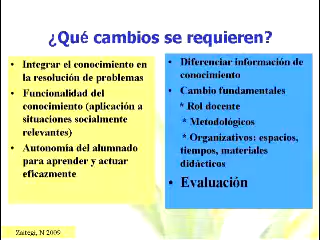 ¿Qué cambios se requieren?
• Integrar el conocimiento en
la resolución de problemas
• Funcionalidad del
conocimiento (aplicación a
situaciones socialmente
relevantes)
• Autonomía del alumnado
para aprender y actuar
eficazmente
• Diferenciar información de
conocimiento
• Cambio fundamentales
* Rol docente
* Metodológicos
* Organizativos: espacios,
tiempos, materiales
didácticos
• Evaluación
Zaitegi, N 2009